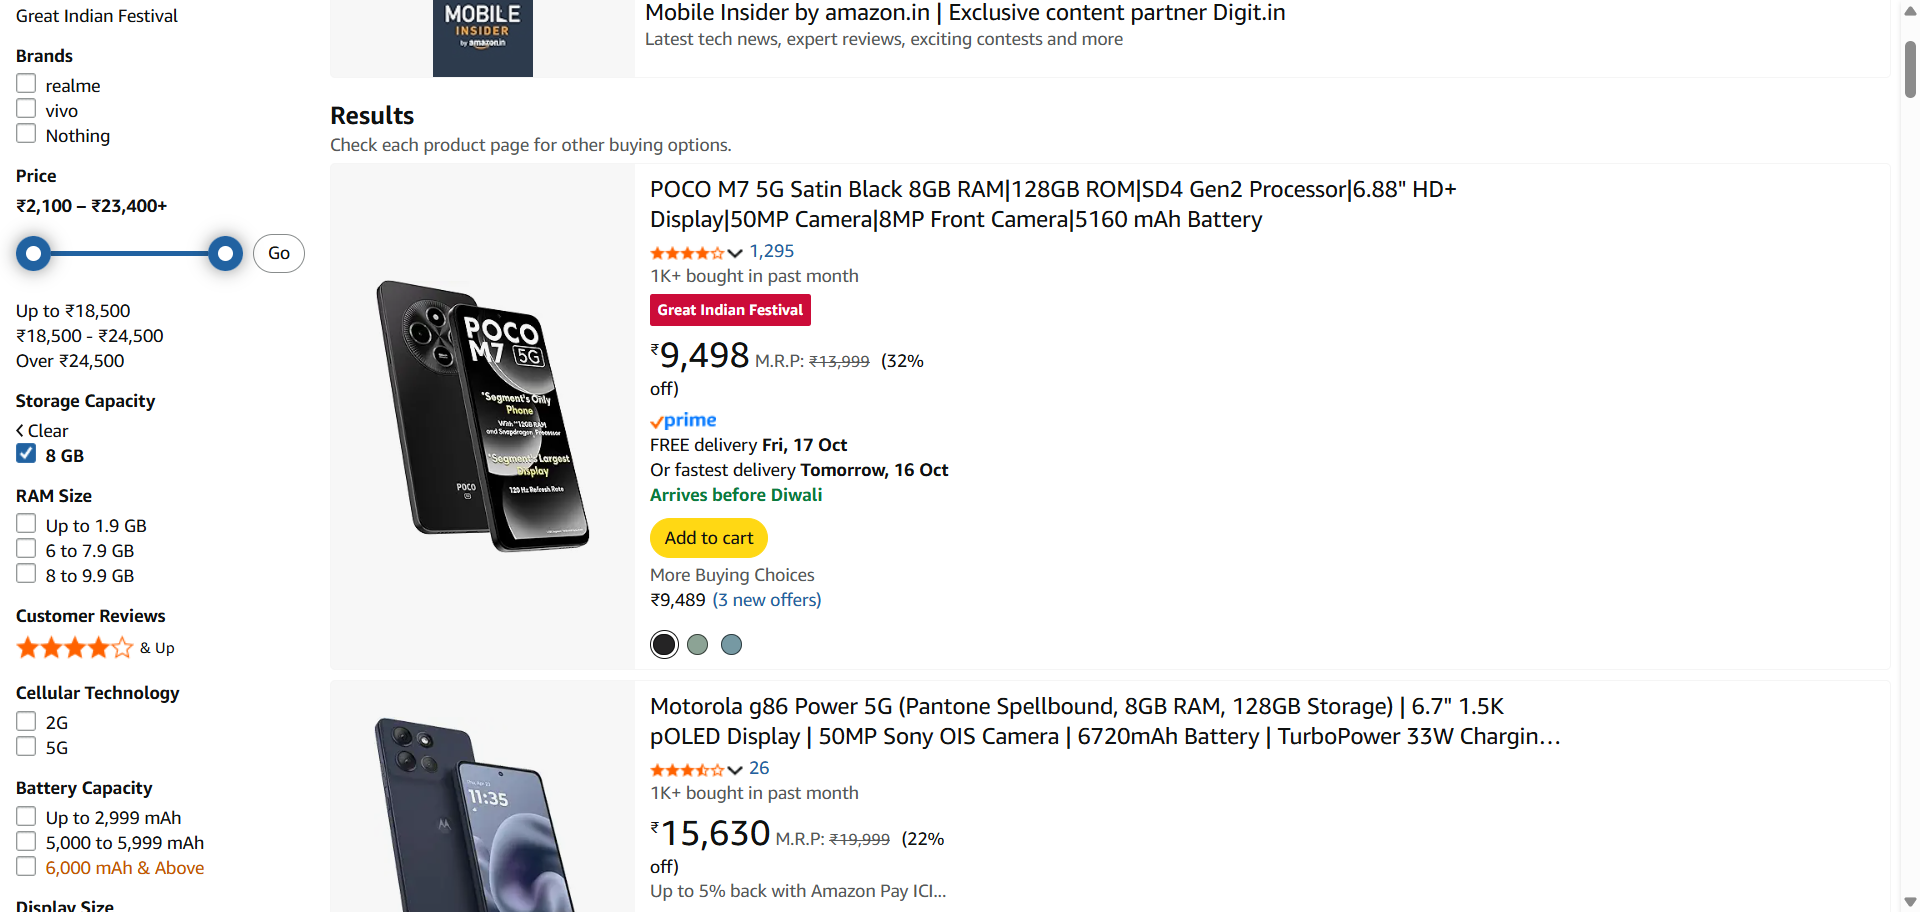 Great Indian Festival
Brands
realme
vivo
Nothing
Price
₹2,100 – ₹23,400+
Go
Up to ₹18,500
₹18,500 - ₹24,500
Over ₹24,500
Storage Capacity
Clear
8 GB
RAM Size
Up to 1.9 GB
6 to 7.9 GB
8 to 9.9 GB
Customer Reviews
& Up
Cellular Technology
2G
5G
Battery Capacity
Up to 2,999 mAh
5,000 to 5,999 mAh
6,000 mAh & Above
Display Size
MOBILE
INSIDER
by amazon.in
Mobile Insider by amazon.in | Exclusive content partner Digit.in
Latest tech news, expert reviews, exciting contests and more
Results
Check each product page for other buying options.
POCO
M7 5G
"Segment's Only
Phone
With "12GB RAM
and Snapdragon Processor
"Segment's Largest
Display
120 Hz Refresh Rate
POCO
5G
POCO M7 5G Satin Black 8GB RAM|128GB ROM|SD4 Gen2 Processor|6.88" HD+
Display|50MP Camera|8MP Front Camera|5160 mAh Battery
1,295
1K+ bought in past month
Great Indian Festival
₹9,498 M.R.P: ₹13,999 (32%
off)
prime
FREE delivery Fri, 17 Oct
Or fastest delivery Tomorrow, 16 Oct
Arrives before Diwali
Add to cart
More Buying Choices
₹9,489 (3 new offers)
11:35
Motorola g86 Power 5G (Pantone Spellbound, 8GB RAM, 128GB Storage) | 6.7" 1.5K
pOLED Display | 50MP Sony OIS Camera | 6720mAh Battery | TurboPower 33W Chargin…
26
1K+ bought in past month
₹15,630 M.R.P: ₹19,999 (22%
off)
Up to 5% back with Amazon Pay ICI...